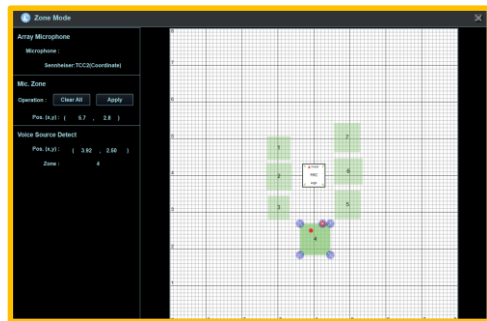 Zone Mode
Array Microphone
Microphone :
Sennheiser:TCC2(Coordinate)
Mic. Zone
Operation : Clear All Apply
Pos. (x,y) : ( 5.7 , 2.8 )
Voice Source Detect
Pos. (x,y) : ( 3.92 , 2.50 )
Zone : 4
8
7
6
5
4
3
2
1
1
2
3
7
6
5
4
MIC